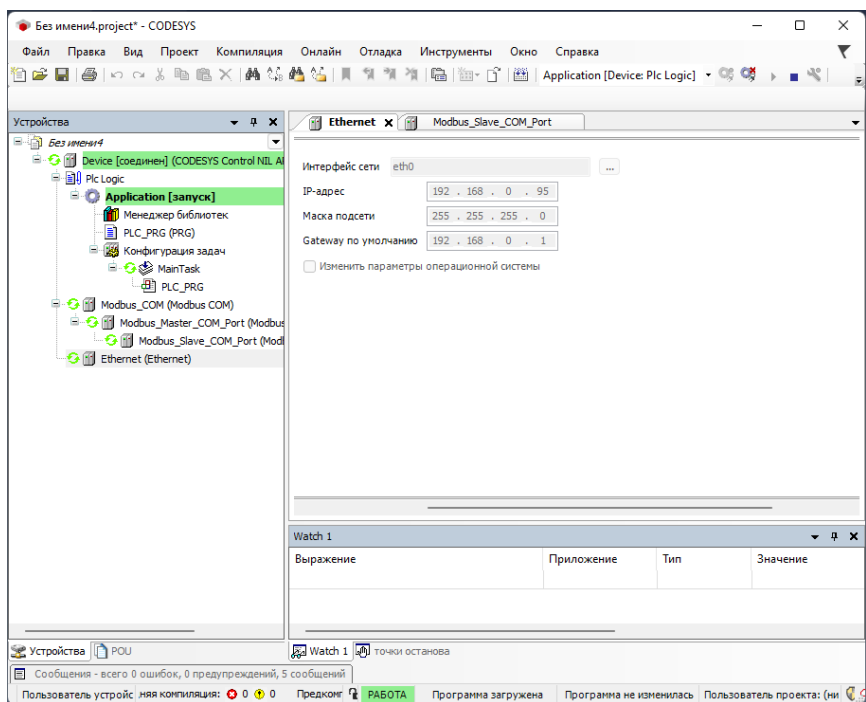 Без имени4.project* - CODESYS
Файл Правка Вид Проект Компиляция Онлайн Отладка Инструменты Окно Справка
Application [Device: Plc Logic]
Устройства
Без имени4
Device [соединен] (CODESYS Control NIL
Plc Logic
Application [запуск]
Менеджер библиотек
PLC_PRG (PRG)
Конфигурация задач
MainTask
PLC_PRG
Modbus_COM (Modbus COM)
Modbus_Master_COM_Port (Modbus
Modbus_Slave_COM_Port
Ethernet (Ethernet)
Ethernet Modbus_Slave_COM_Port
Интерфейс сети eth0 ...
IP-адрес 192 . 168 . 0 . 95
Маска подсети 255 . 255 . 255 . 0
Gateway по умолчанию 192 . 168 . 0 . 1
Изменить параметры операционной системы
Watch 1
Выражение Приложение Тип Значение
Устройства POU
Watch 1 точки останова
Сообщения - всего 0 ошибок, 0 предупреждений, 5 сообщений
Пользователь устройс няя компиляция: 0 0 Предкомг РАБОТА Программа загружена Программа не изменилась Пользователь проекта: (ни